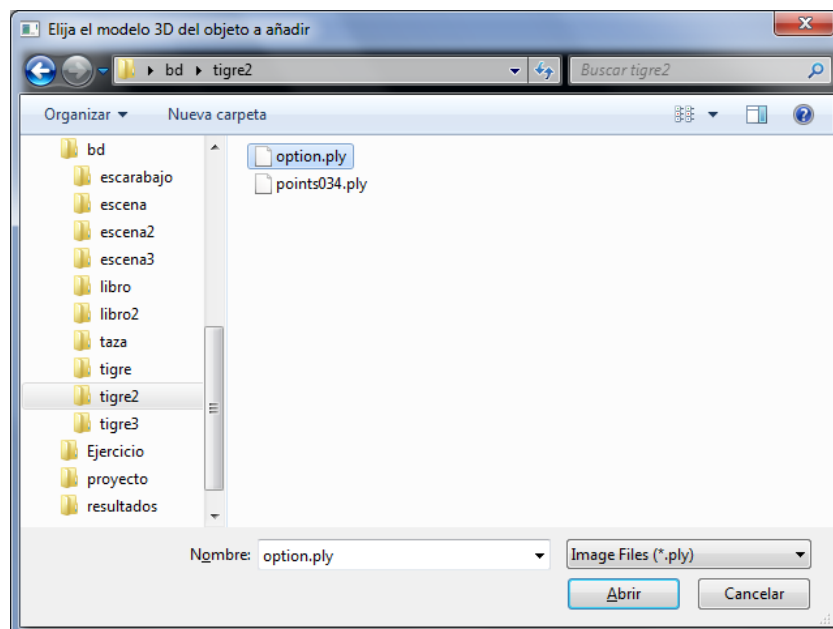 Elija el modelo 3D del objeto a añadir
bd tigre2
Buscar tigre2
Organizar Nueva carpeta
bd
escarabajo
escena
escena2
escena3
libro
libro2
taza
tigre
tigre2
tigre3
Ejercicio
proyecto
resultados
option.ply
points034.ply
Nombre: option.ply
Image Files (*.ply)
Abrir Cancelar